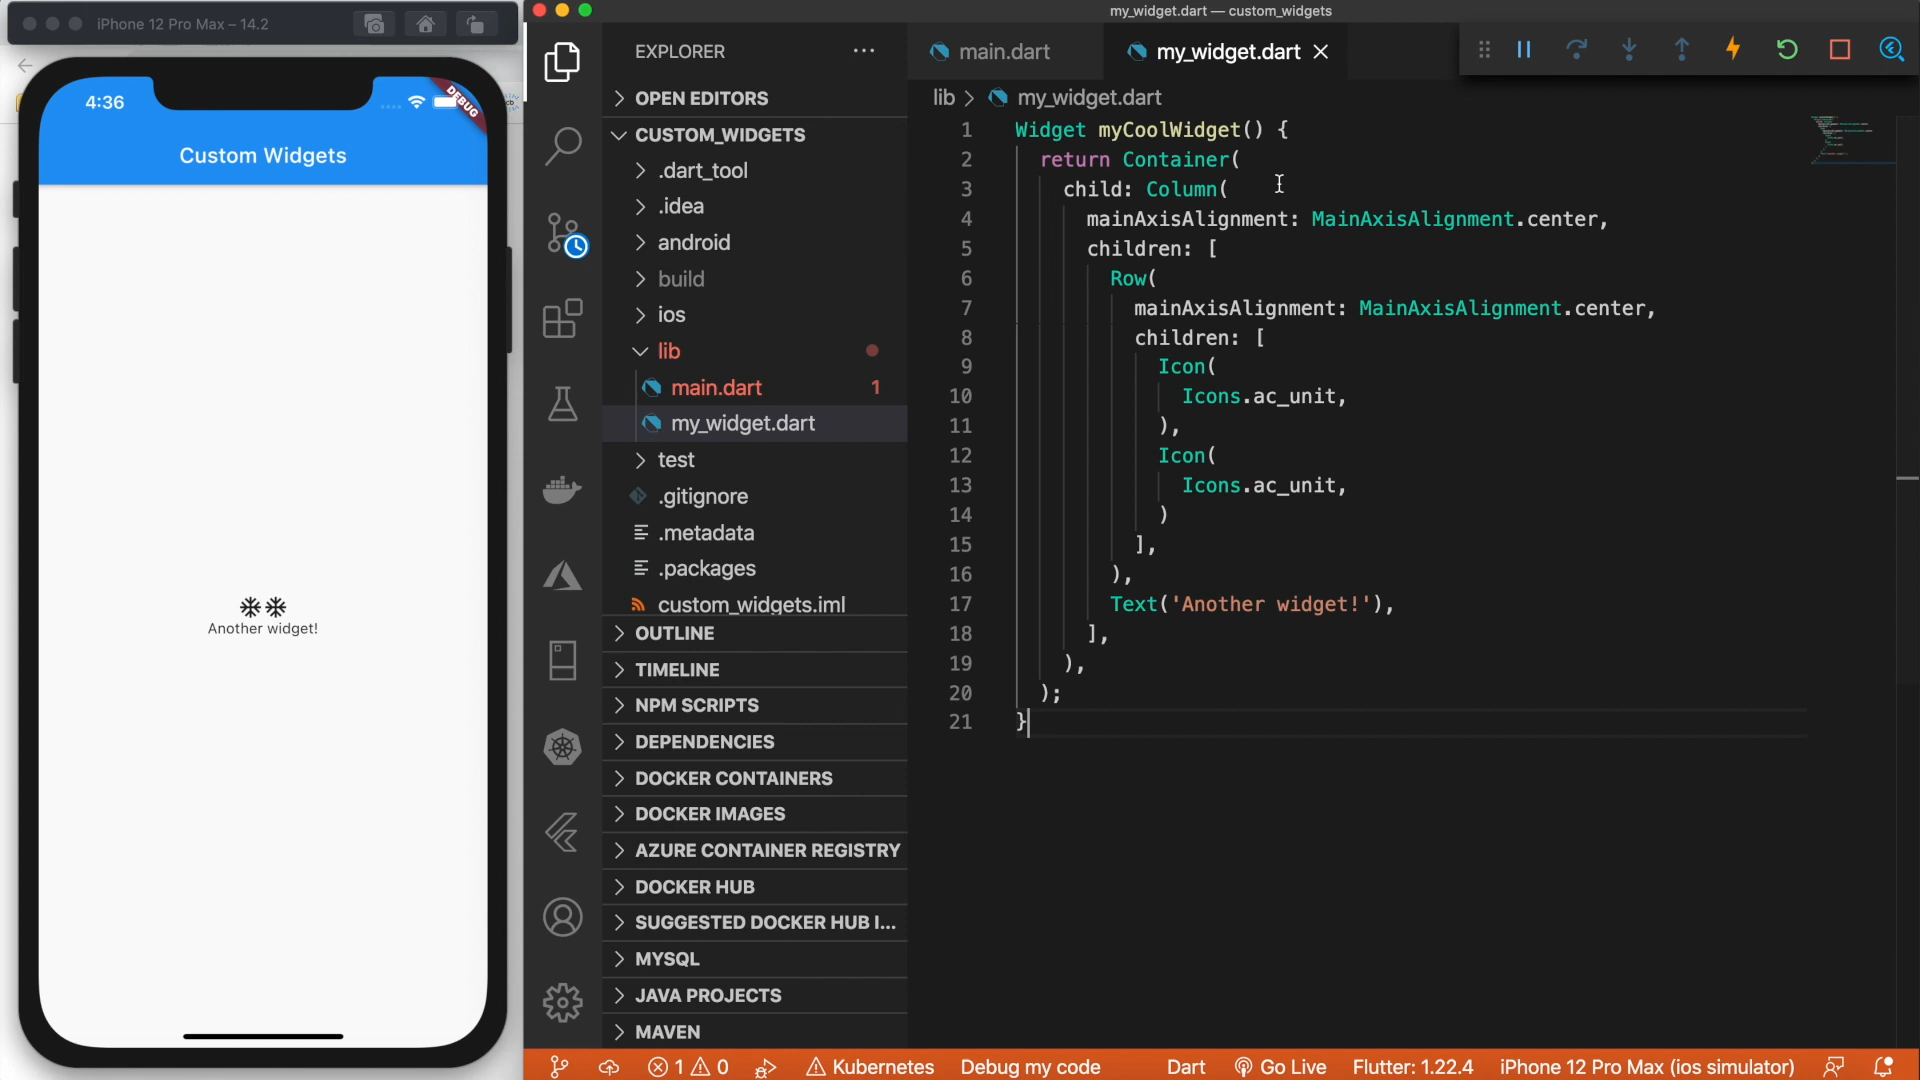 iPhone 12 Pro Max – 14.2
4:36
DEBUG
Custom Widgets
Another widget!
my_widget.dart — custom_widgets
EXPLORER
OPEN EDITORS
CUSTOM_WIDGETS
.dart_tool
.idea
android
build
ios
lib
main.dart 1
my_widget.dart
test
.gitignore
.metadata
.packages
custom_widgets.iml
OUTLINE
TIMELINE
NPM SCRIPTS
DEPENDENCIES
DOCKER CONTAINERS
DOCKER IMAGES
AZURE CONTAINER REGISTRY
DOCKER HUB
SUGGESTED DOCKER HUB I...
MYSQL
JAVA PROJECTS
MAVEN
main.dart
my_widget.dart
lib > my_widget.dart
1 Widget myCoolWidget() {
2 return Container(
3 child: Column(
4 mainAxisAlignment: MainAxisAlignment.center,
5 children: [
6 Row(
7 mainAxisAlignment: MainAxisAlignment.center,
8 children: [
9 Icon(
10 Icons.ac_unit,
11 ),
12 Icon(
13 Icons.ac_unit,
14 )
15 ],
16 ),
17 Text('Another widget!'),
18 ],
19 ),
20 );
21 }
1 0 Kubernetes Debug my code Dart Go Live Flutter: 1.22.4 iPhone 12 Pro Max (ios simulator)